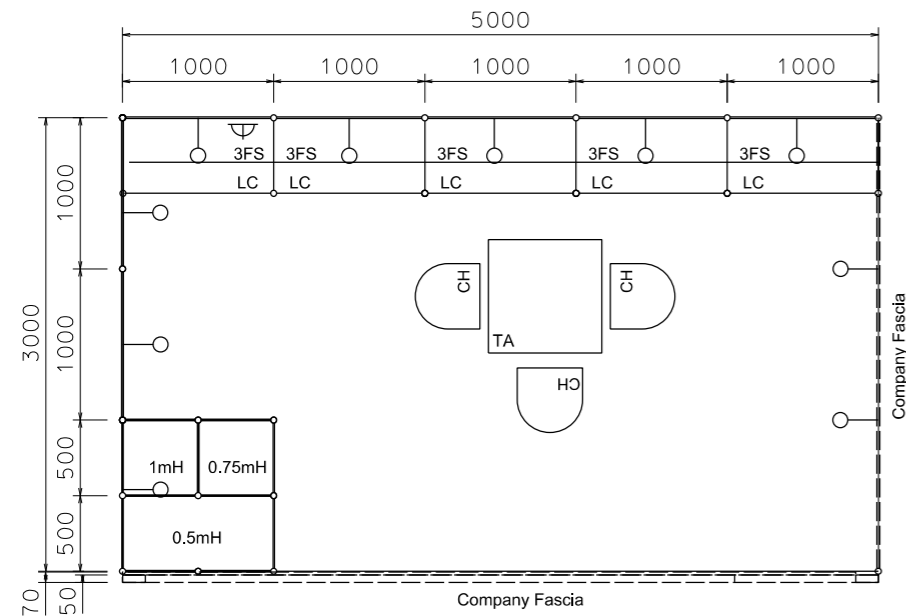 5000
1000 1000 1000 1000 1000
3FS 3FS 3FS 3FS 3FS
LC LC LC LC LC
3000
1000
1000
500
500
70
50
CH
CH
TA
CH
1mH 0.75mH
0.5mH
Company Fascia
Company Fascia